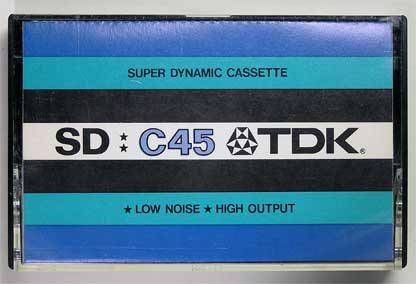 SUPER DYNAMIC CASSETTE
SD : C45 TDK®
★ LOW NOISE ★ HIGH OUTPUT